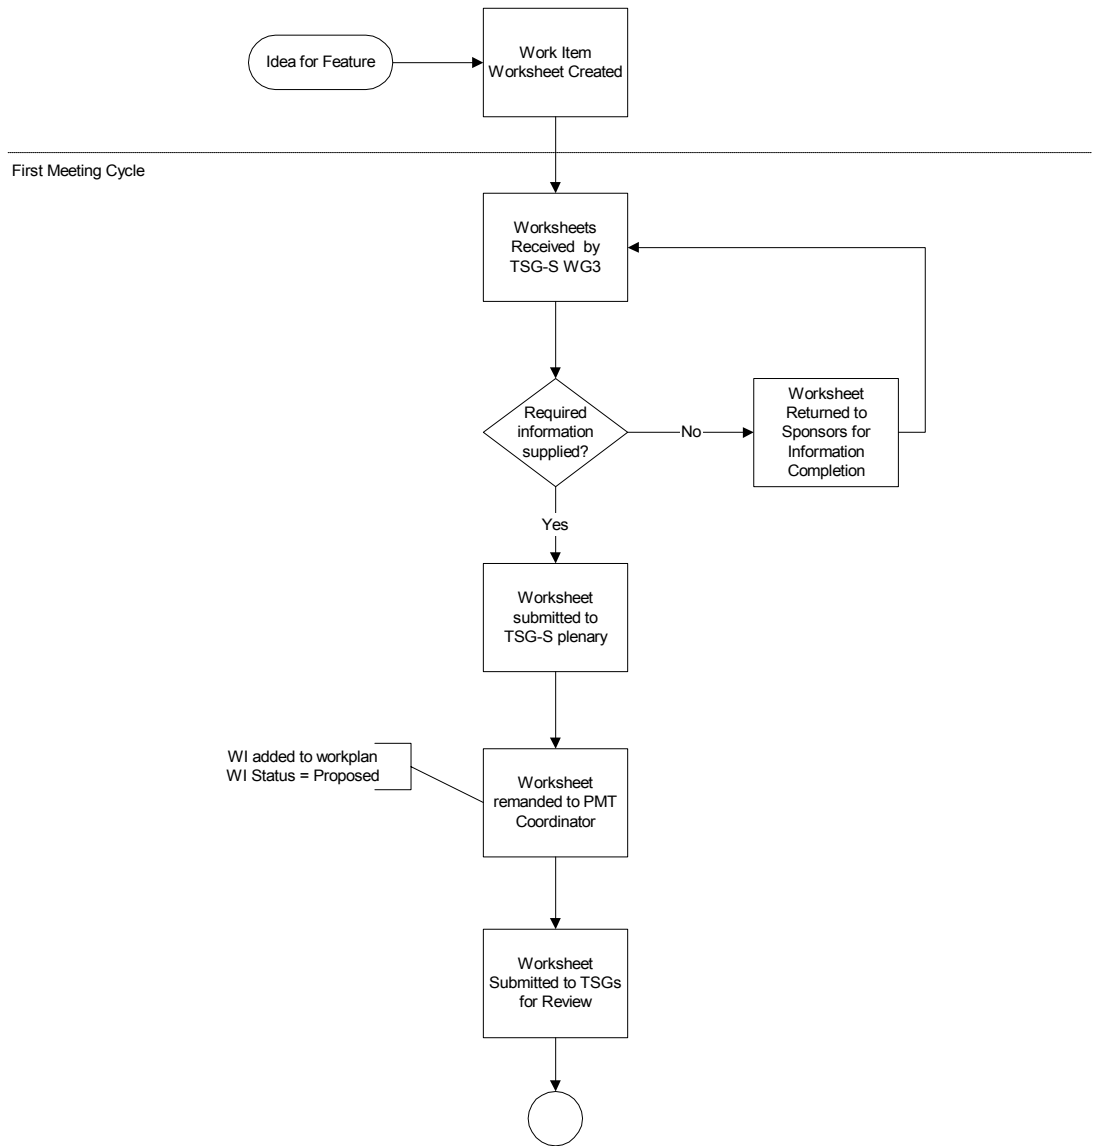 Idea for Feature
Work Item
Worksheet Created
First Meeting Cycle
Worksheets
Received by
TSG-S WG3
Required
information
supplied?
No
Worksheet
Returned to
Sponsors for
Information
Completion
Yes
Worksheet
submitted to
TSG-S plenary
WI added to workplan
WI Status = Proposed
Worksheet
remanded to PMT
Coordinator
Worksheet
Submitted to TSGs
for Review